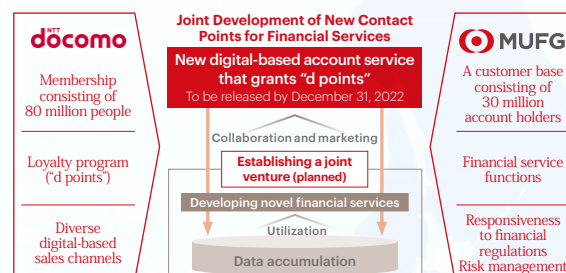 NTT
döcomo
Membership
consisting of
80 million people
Loyalty program
("d points")
Diverse
digital-based
sales channels
Joint Development of New Contact
Points for Financial Services
New digital-based account service
that grants "d points"
To be released by December 31, 2022
Collaboration and marketing
Establishing a joint
venture (planned)
Developing novel financial services
Utilization
Data accumulation
MUFG
A customer base
consisting of
30 million
account holders
Financial service
functions
Responsiveness
to financial
regulations
Risk management